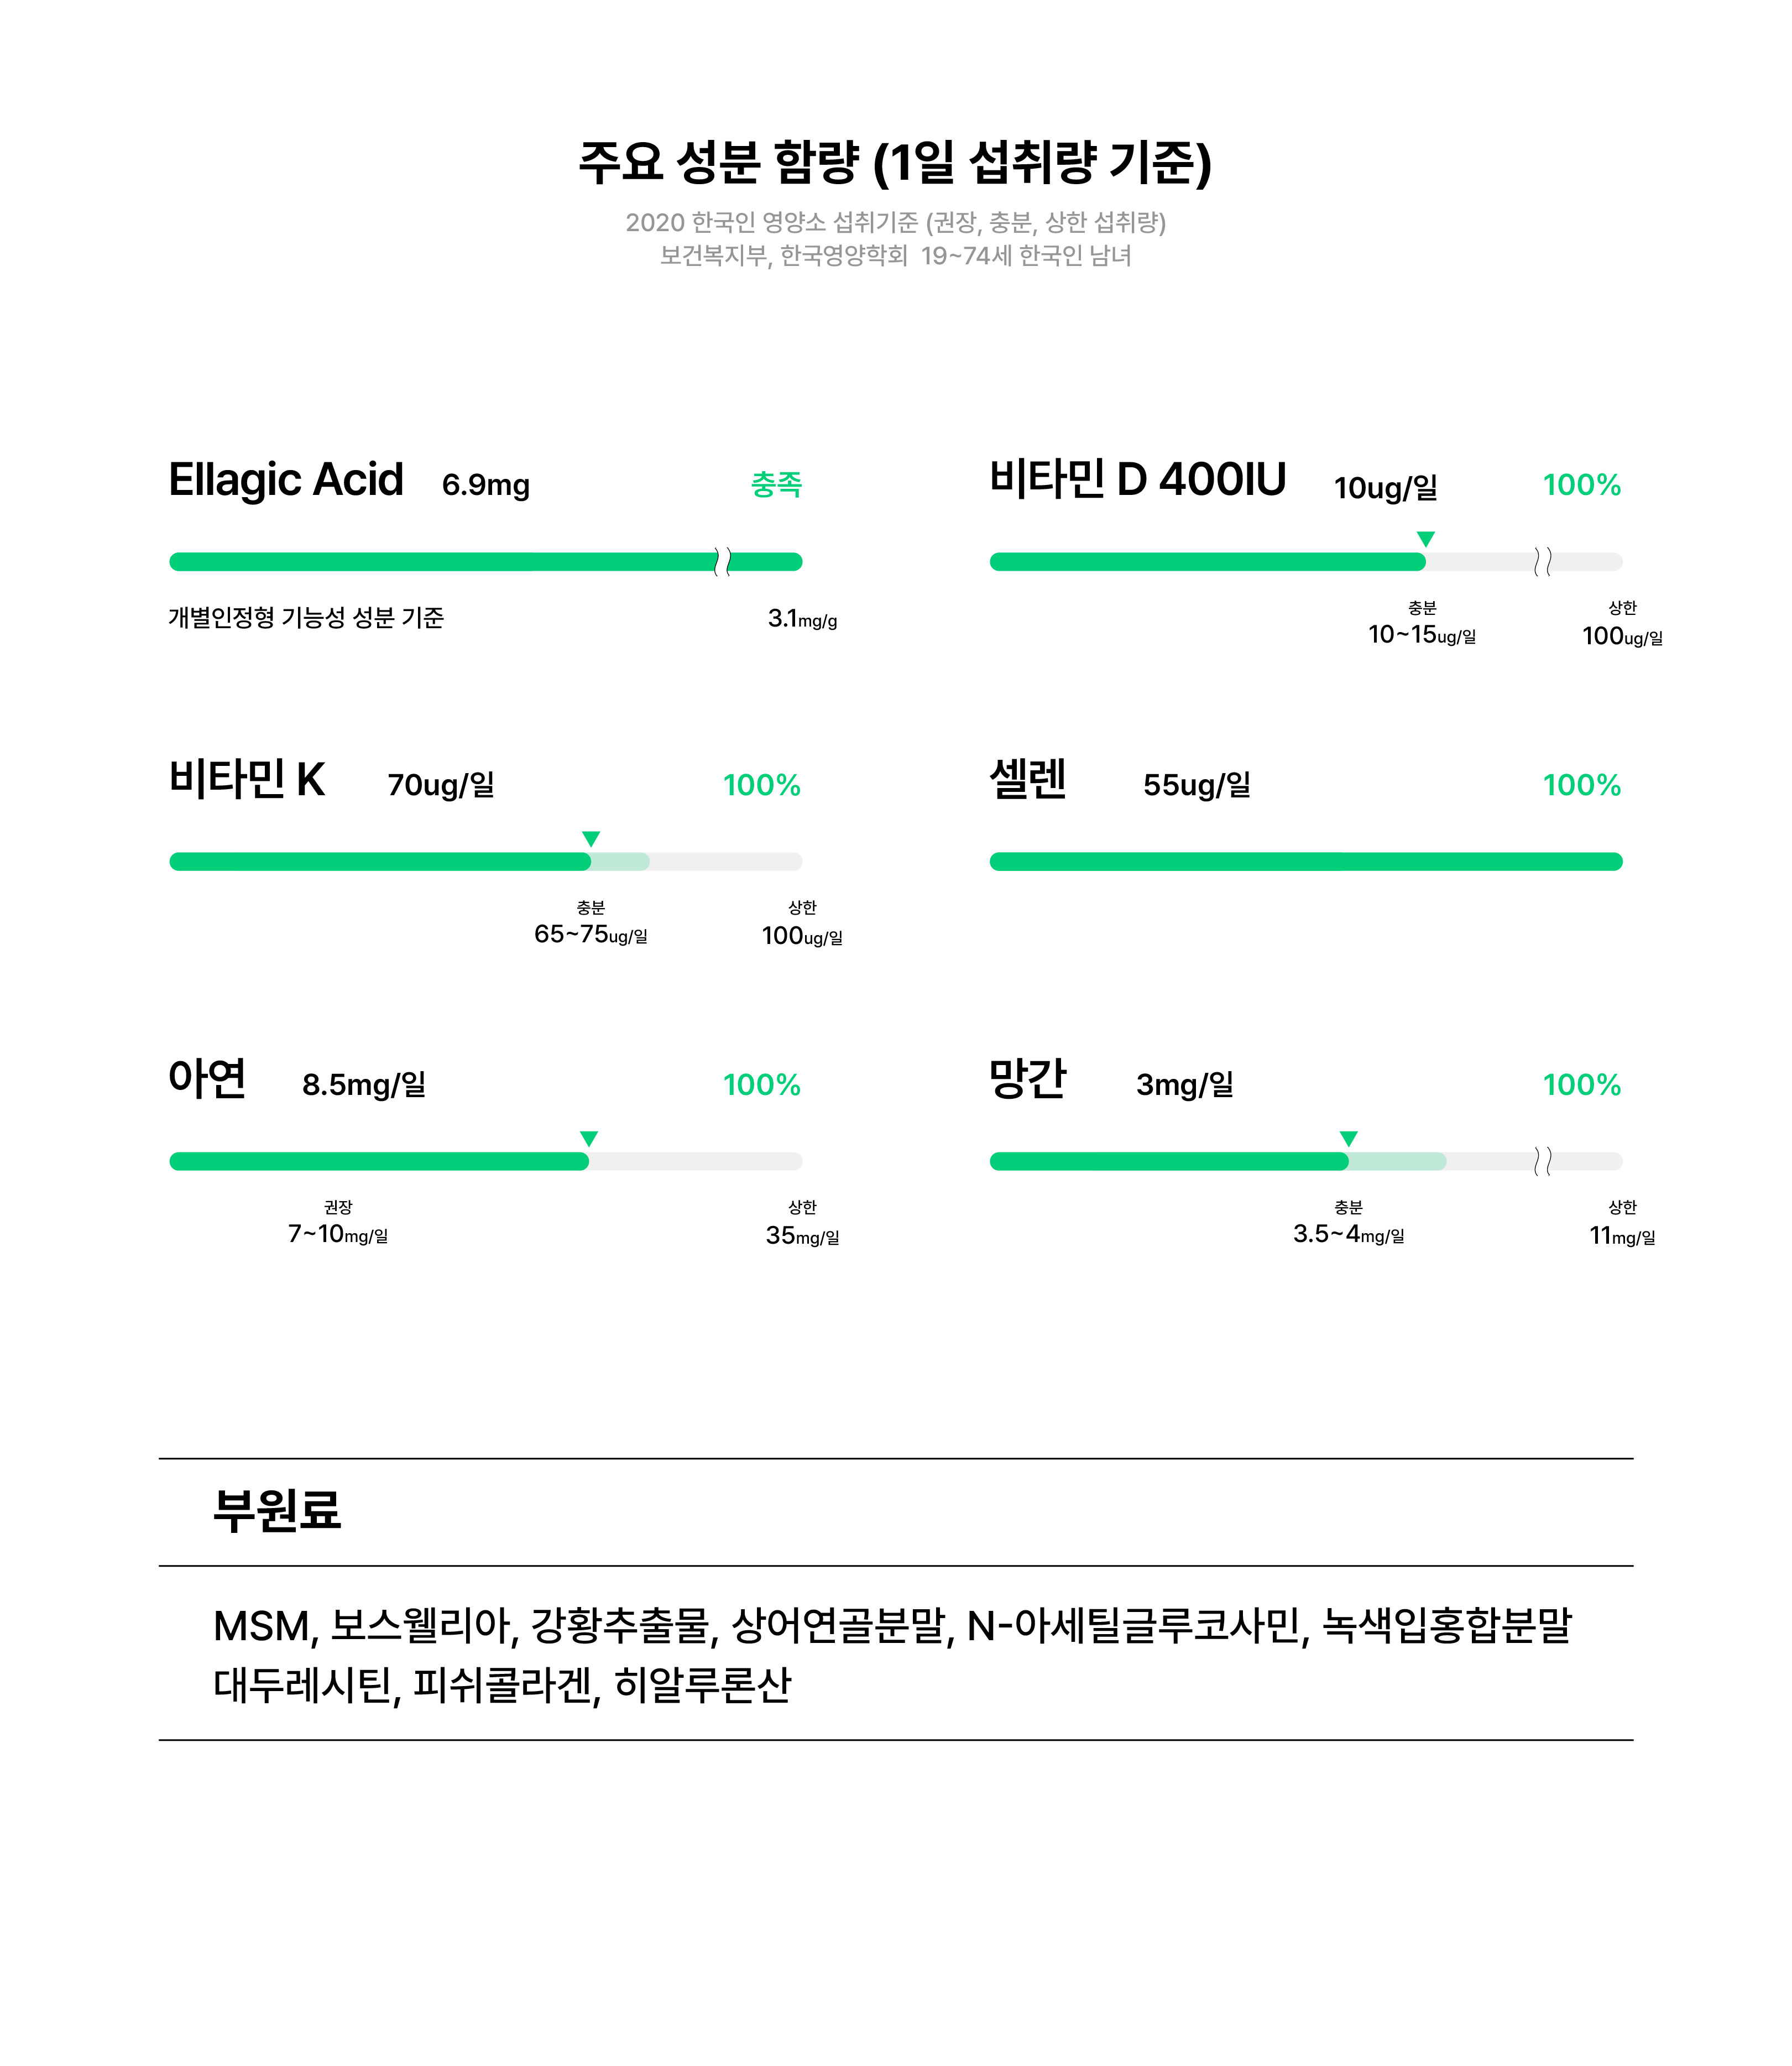 주요 성분 함량 (1일 섭취량 기준)
2020 한국인 영양소 섭취기준 (권장, 충분, 상한 섭취량)
보건복지부, 한국영양학회 19~74세 한국인 남녀
Ellagic Acid 6.9mg 충족
개별인정형 기능성 성분 기준 3.1mg/g
비타민 D 400IU 10ug/일 100%
충분 상한
10~15ug/일 100ug/일
비타민 K 70ug/일 100%
충분 상한
65~75ug/일 100ug/일
셀렌 55ug/일 100%
아연 8.5mg/일 100%
권장 상한
7~10mg/일 35mg/일
망간 3mg/일 100%
충분 상한
3.5~4mg/일 11mg/일
부원료
MSM, 보스웰리아, 강황추출물, 상어연골분말, N-아세틸글루코사민, 녹색입홍합분말
대두레시틴, 피쉬콜라겐, 히알루론산